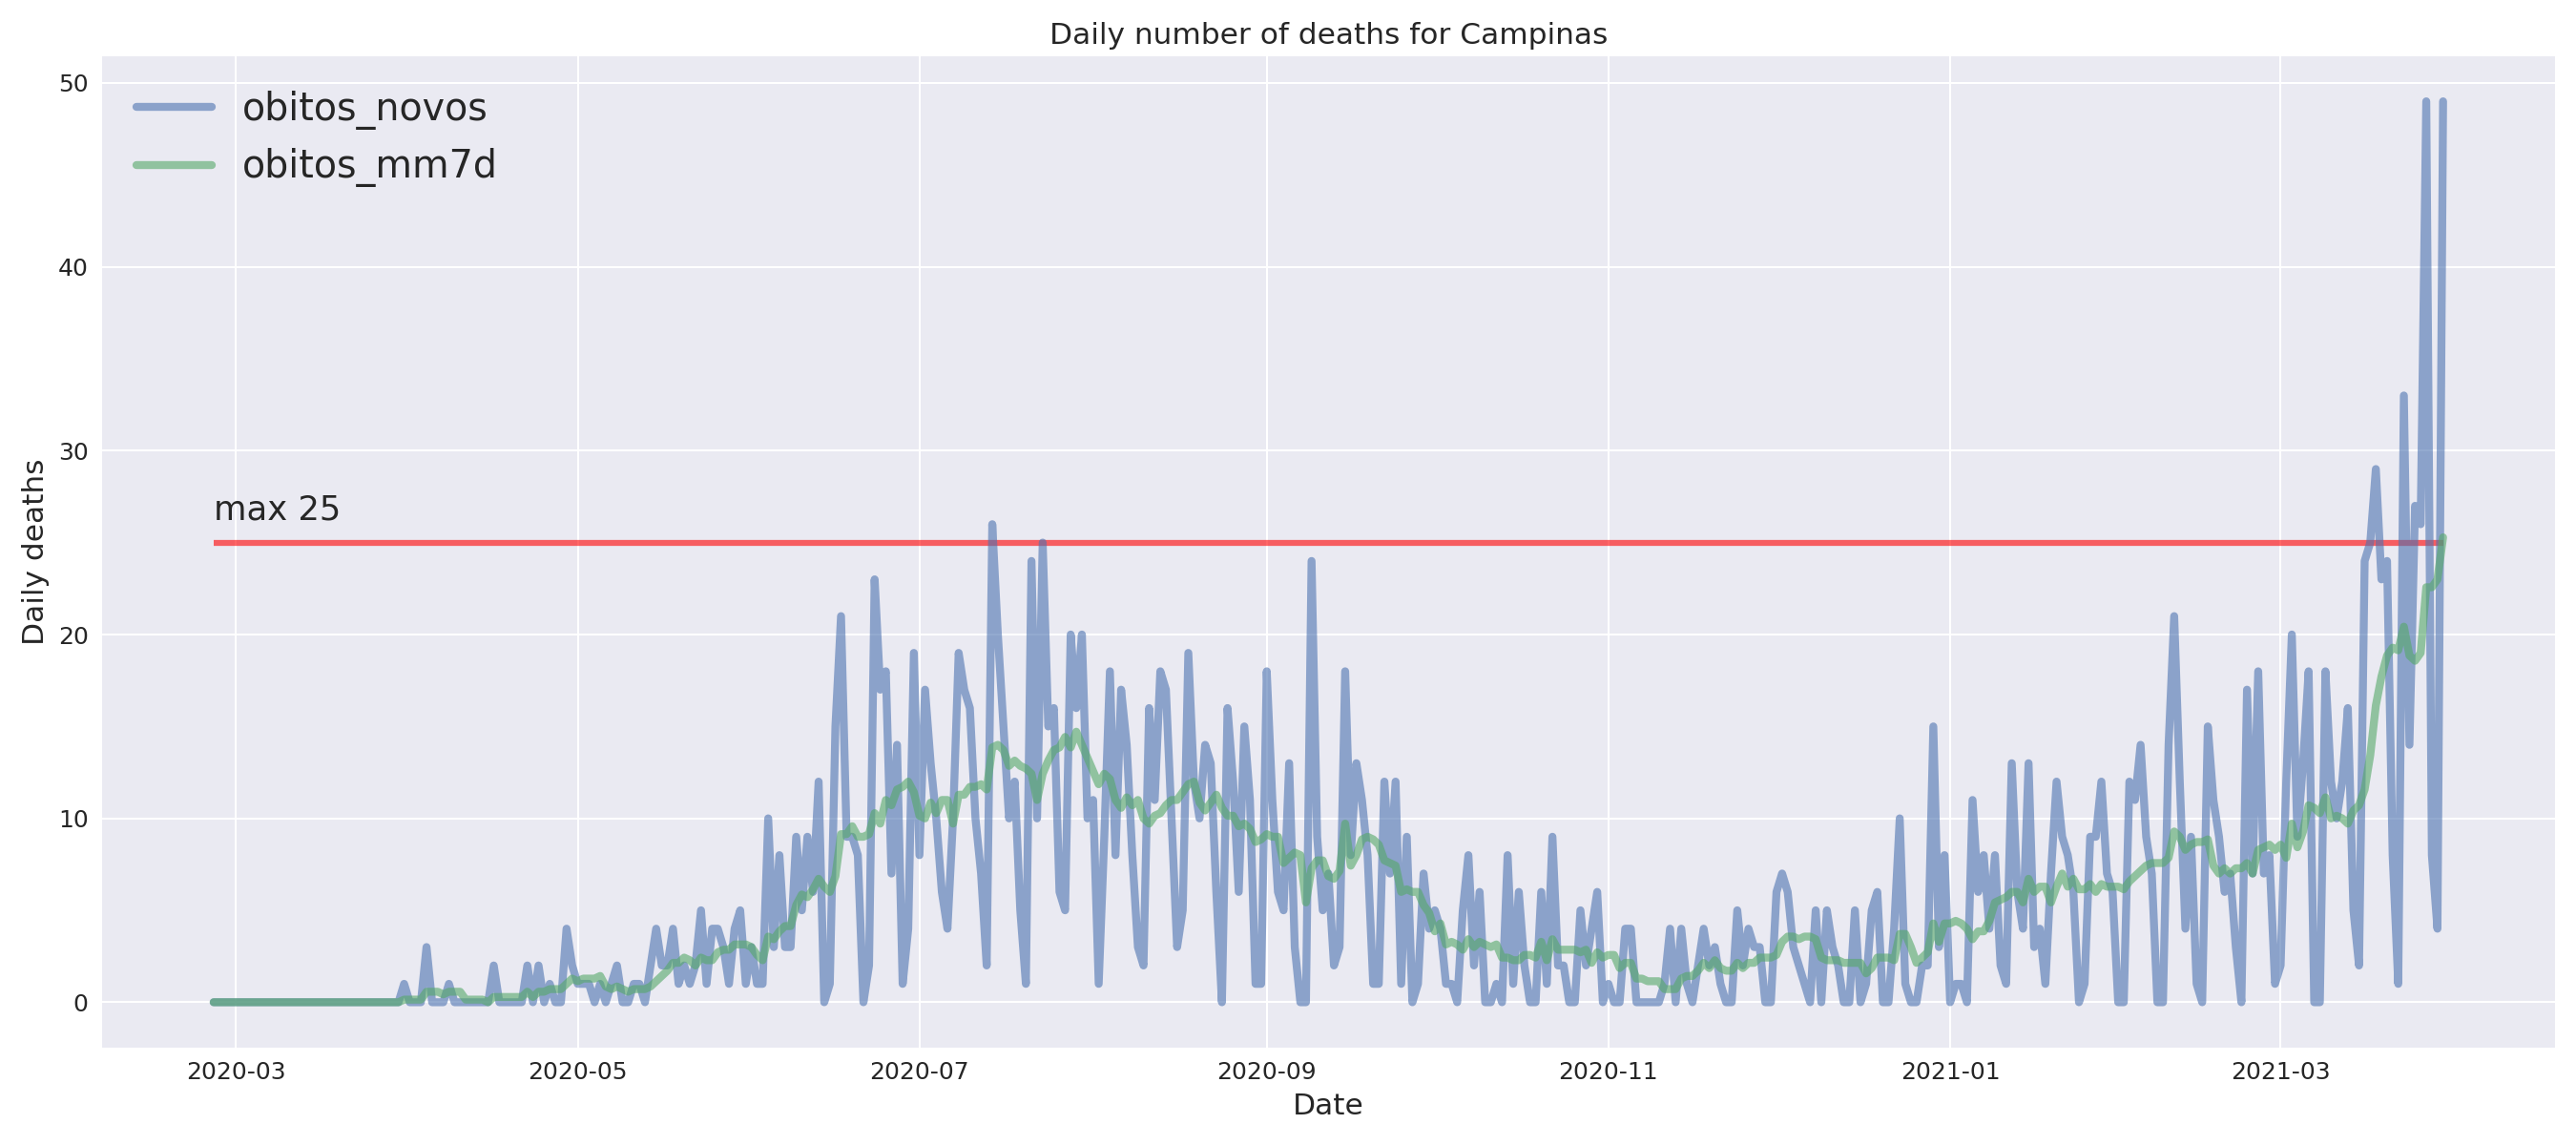 Daily number of deaths for Campinas
50
obitos_novos
obitos_mm7d
40
30
max 25
Daily deaths
20
10
0
2020-03 2020-05 2020-07 2020-09 2020-11 2021-01 2021-03
Date